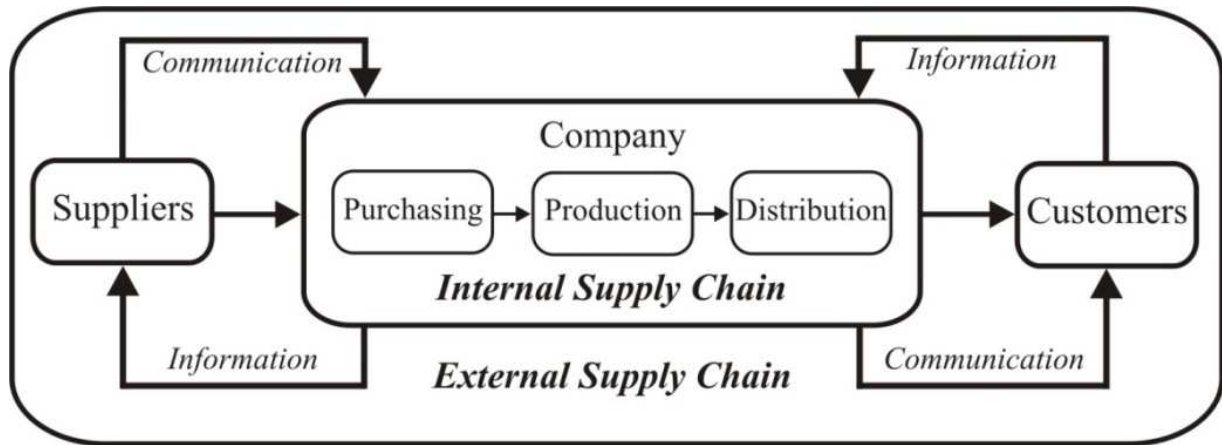 Communication
Information
Company
Suppliers
Purchasing
Production
Distribution
Customers
Internal Supply Chain
Information
External Supply Chain
Communication